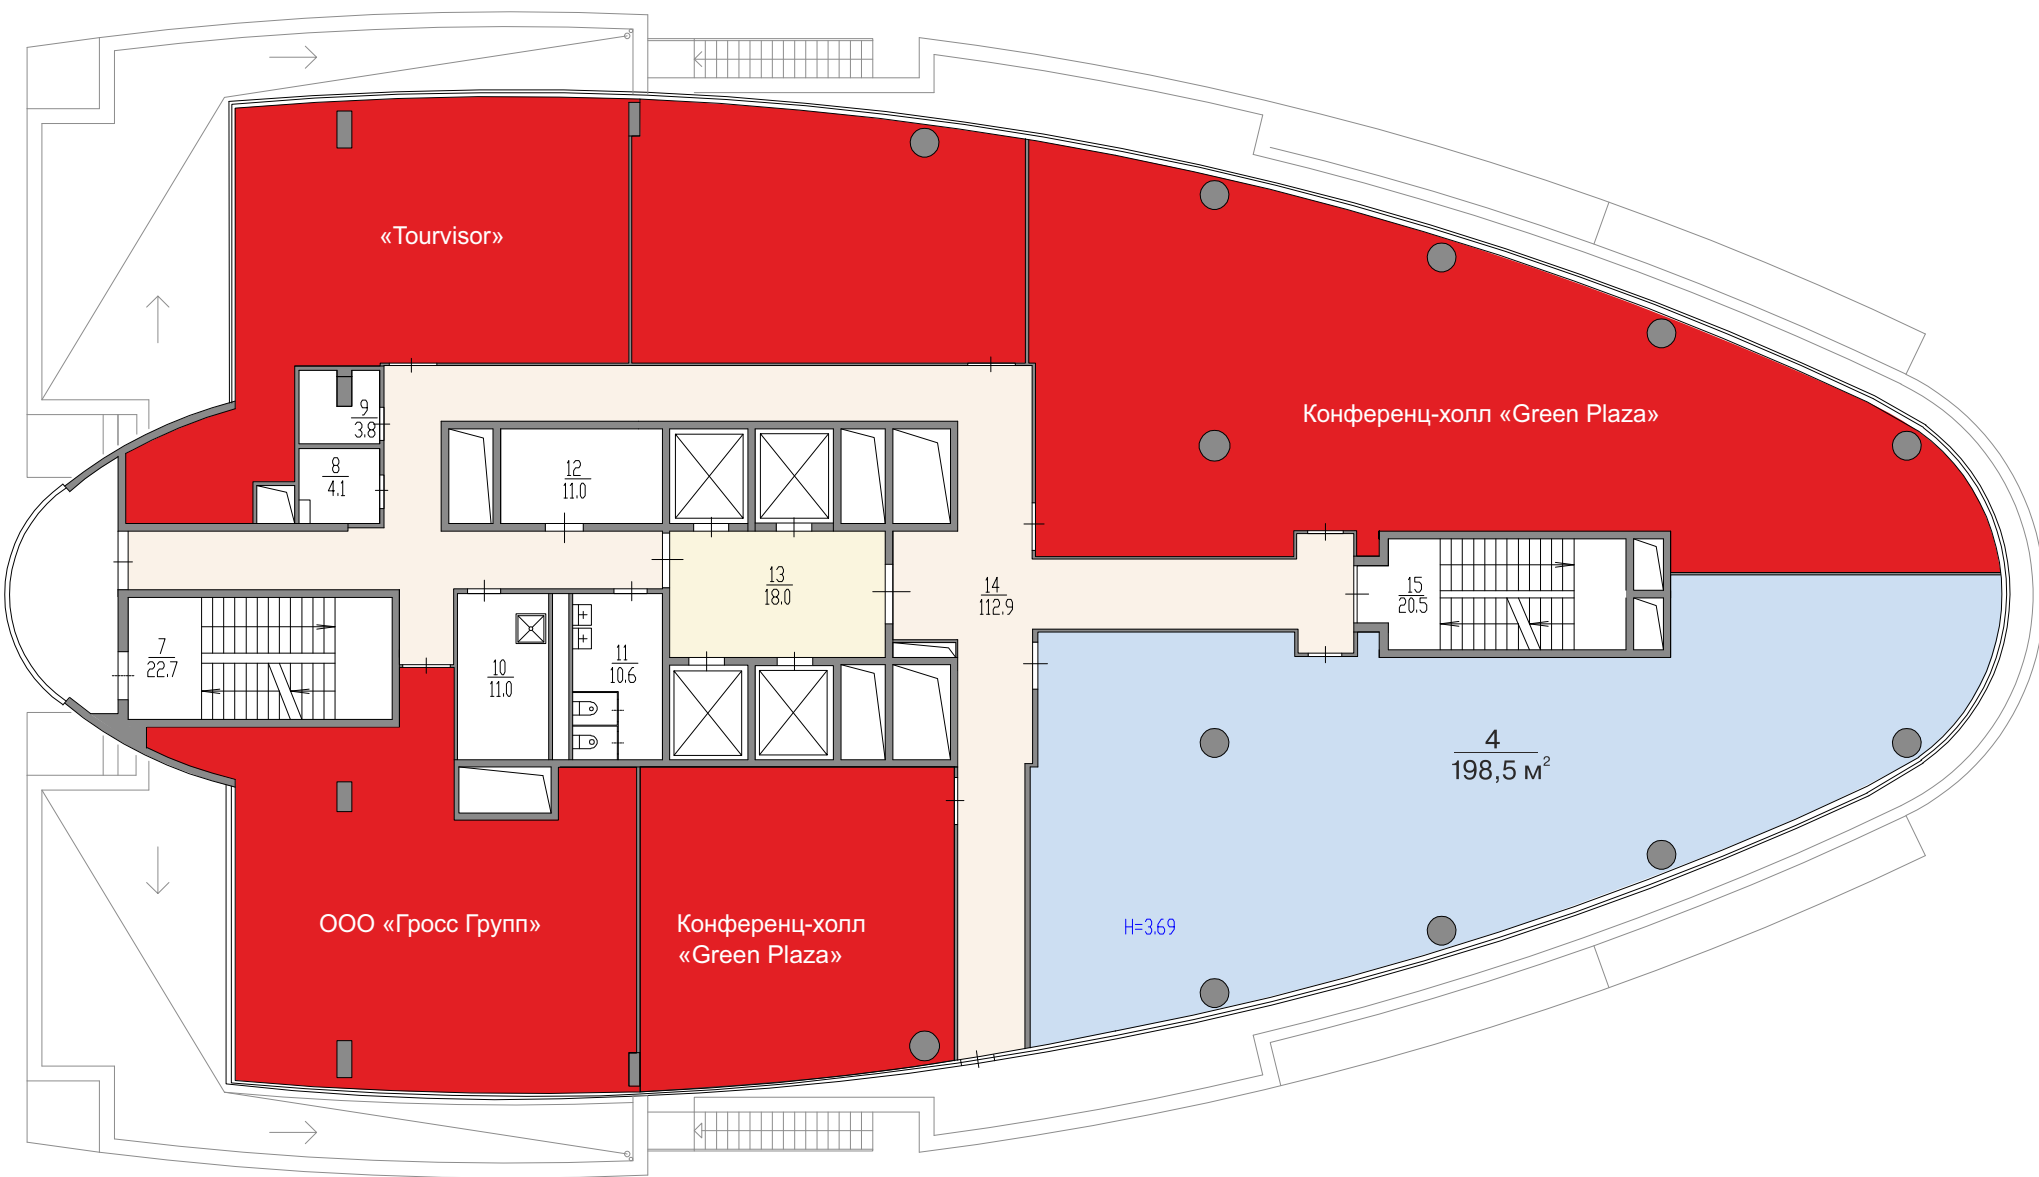 «Tourvisor»
Конференц-холл «Green Plaza»
9
3.8
8
4.1
12
11.0
13
18.0
14
112.9
15
20.5
7
22.7
10
11.0
11
10.6
4
198,5 м²
ООО «Гросс Групп»
Конференц-холл
«Green Plaza»
H=3.69